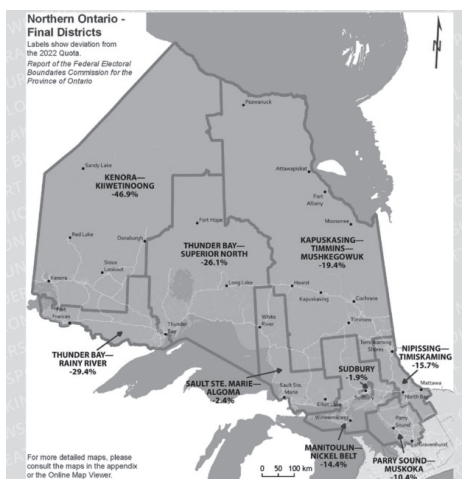 Northern Ontario -
Final Districts
Labels show deviation from
the 2022 Quota.
Report of the Federal Electoral
Boundaries Commission for the
Province of Ontario
N
Peawanuck
Sandy Lake
Attawapiskat
KENORA—
KIIWETINOONG
-46.9%
Fort
Albany
Fort Hope
Moosonee
Red Lake
Osnaburgh
THUNDER BAY—
SUPERIOR NORTH
-26.1%
KAPUSKASING—
TIMMINS—
MUSHKEGOWUK
-19.4%
Sioux
Lookout
Kenora
Long Lake
Hearst
Kapuskasing
Cochrane
Fort
Frances
Thunder
Bay
White
River
Timmins
Temiskaming
Shores
THUNDER BAY—
RAINY RIVER
-29.4%
NIPISSING—
TIMISKAMING
-15.7%
SUDBURY
-1.9%
SAULT STE. MARIE—
ALGOMA
-2.4%
Sault Ste.
Marie
Elliot Lake
Sudbury
North Bay
Mattawa
Parry
Sound
Gravenhurst
MANITOULIN—
NICKEL BELT
-14.4%
PARRY SOUND—
MUSKOKA
-10.4%
For more detailed maps, please
consult the maps in the appendix
or the Online Map Viewer.
0 50 100 km